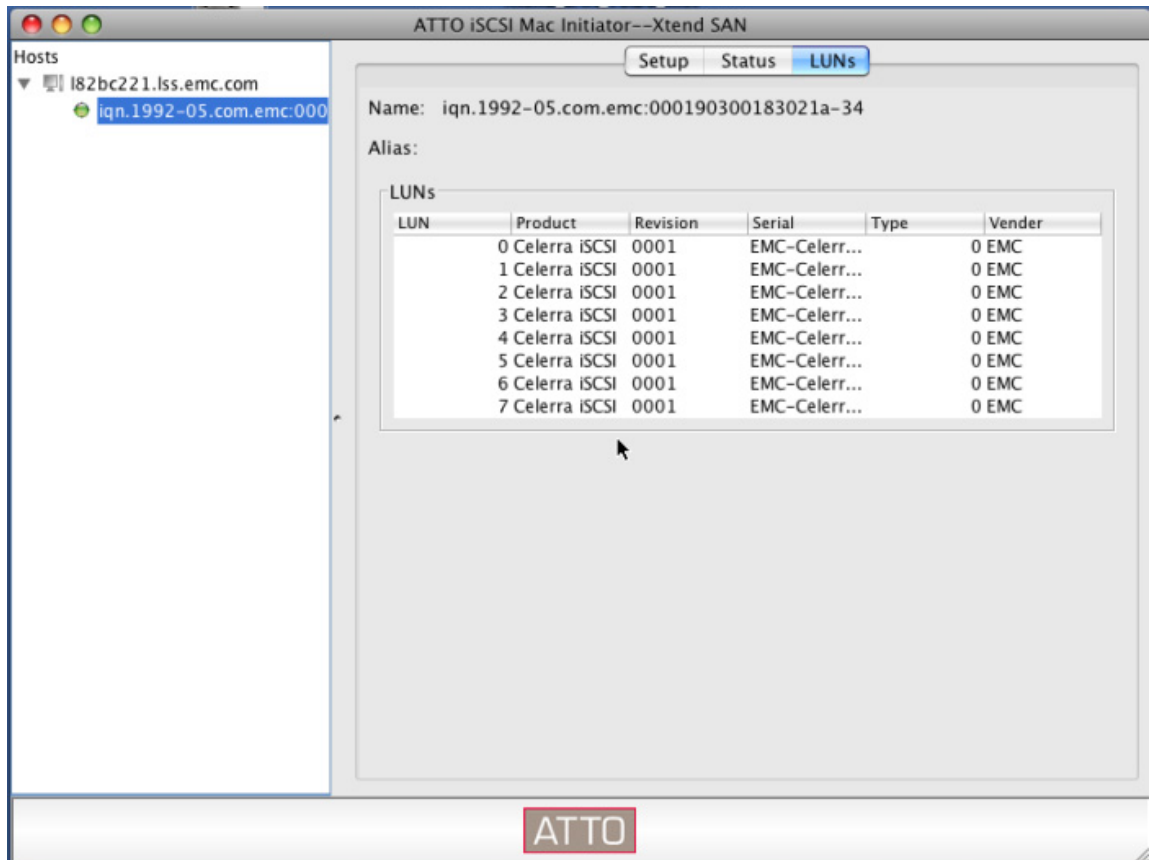 ATTO iSCSI Mac Initiator--Xtend SAN
Hosts
l82bc221.lss.emc.com
iqn.1992-05.com.emc:000
Setup Status LUNs
Name: iqn.1992-05.com.emc:000190300183021a-34
Alias:
LUNs
LUN Product Revision Serial Type Vender
0 Celerra iSCSI 0001 EMC-Celerr... 0 EMC
1 Celerra iSCSI 0001 EMC-Celerr... 0 EMC
2 Celerra iSCSI 0001 EMC-Celerr... 0 EMC
3 Celerra iSCSI 0001 EMC-Celerr... 0 EMC
4 Celerra iSCSI 0001 EMC-Celerr... 0 EMC
5 Celerra iSCSI 0001 EMC-Celerr... 0 EMC
6 Celerra iSCSI 0001 EMC-Celerr... 0 EMC
7 Celerra iSCSI 0001 EMC-Celerr... 0 EMC
ATTO